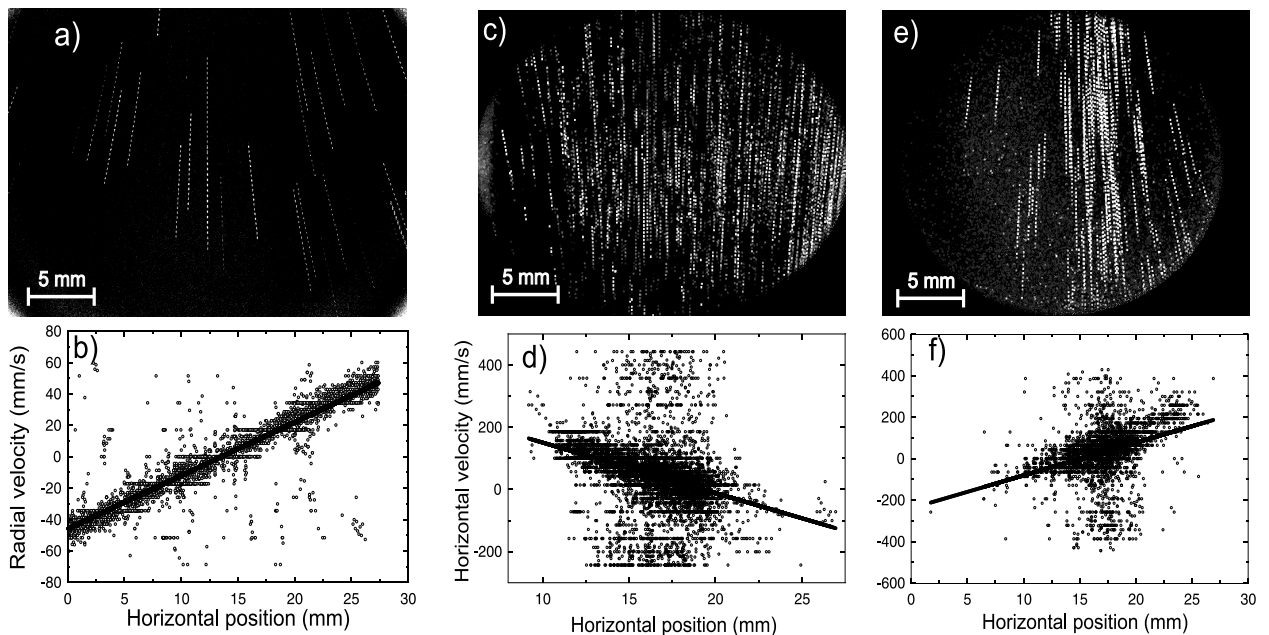 a)
5 mm
c)
5 mm
e)
5 mm
b)
Radial velocity (mm/s)
80
60
40
20
0
-20
-40
-60
-80
0 5 10 15 20 25 30
Horizontal position (mm)
d)
Horizontal velocity (mm/s)
400
200
0
-200
10 15 20 25
Horizontal position (mm)
f)
600
400
200
0
-200
-400
-600
0 5 10 15 20 25 30
Horizontal position (mm)